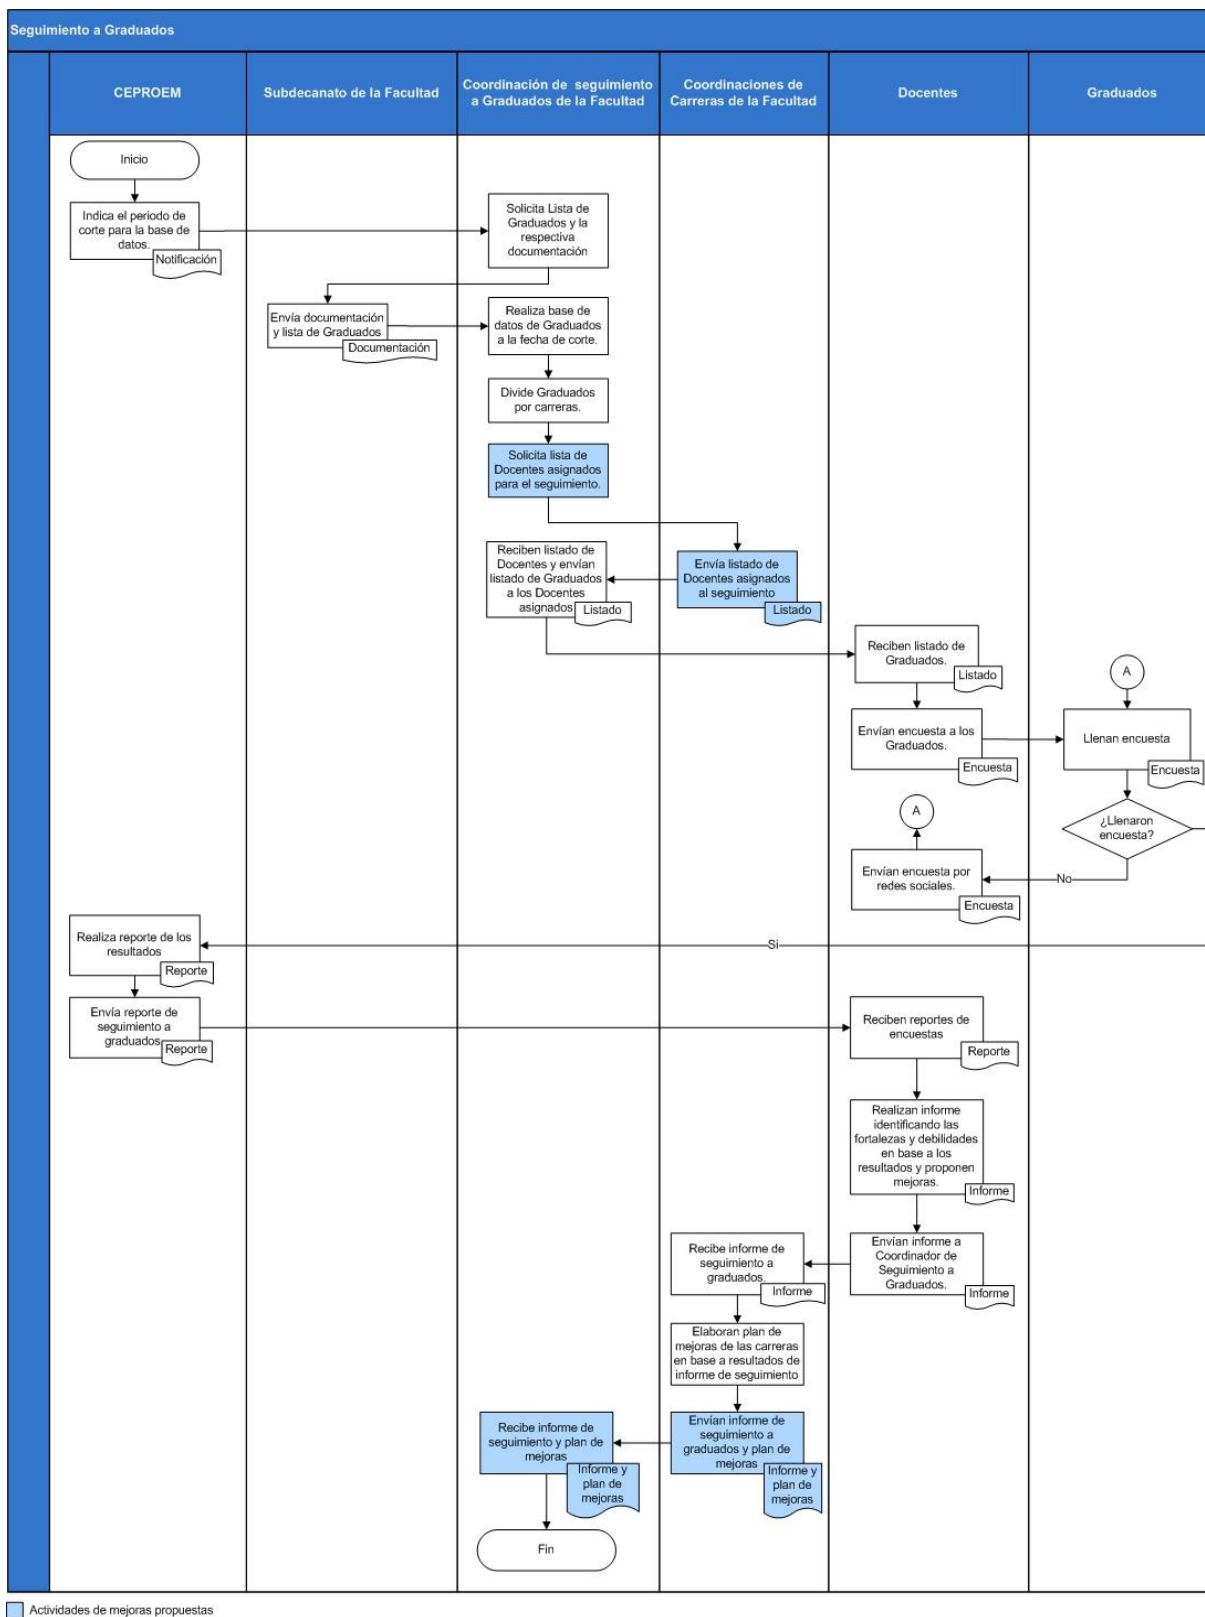 Seguimiento a Graduados
CEPROEM
Subdecanato de la Facultad
Coordinación de seguimiento
a Graduados de la Facultad
Coordinaciones de
Carreras de la Facultad
Docentes
Graduados
Inicio
Indica el periodo de
corte para la base de
datos.
Notificación
Solicita Lista de
Graduados y la
respectiva
documentación
Envía documentación
y lista de Graduados
Documentación
Realiza base de
datos de Graduados
a la fecha de corte.
Divide Graduados
por carreras.
Solicita lista de
Docentes asignados
para el seguimiento.
Reciben listado de
Docentes y envían
listado de Graduados
a los Docentes
asignados
Listado
Envía listado de
Docentes asignados
al seguimiento
Listado
Reciben listado de
Graduados.
Listado
A
Envían encuesta a los
Graduados.
Encuesta
Llenan encuesta
Encuesta
A
¿Llenaron
encuesta?
Envían encuesta por
redes sociales.
Encuesta
No
Realiza reporte de los
resultados
Reporte
Si
Envía reporte de
seguimiento a
graduados
Reporte
Reciben reportes de
encuestas
Reporte
Realizan informe
identificando las
fortalezas y debilidades
en base a los
resultados y proponen
mejoras.
Informe
Recibe informe de
seguimiento a
graduados.
Informe
Envían informe a
Coordinador de
Seguimiento a
Graduados.
Informe
Elaboran plan de
mejoras de las carreras
en base a resultados de
informe de seguimiento
Recibe informe de
seguimiento y plan de
mejoras
Informe y
plan de
mejoras
Envían informe de
seguimiento a
graduados y plan de
mejoras
Informe y
plan de
mejoras
Fin
Actividades de mejoras propuestas